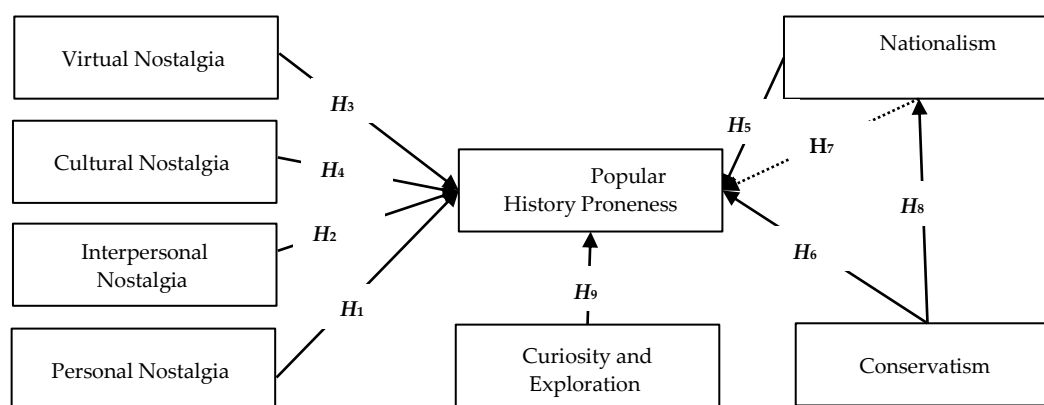 Virtual Nostalgia
H3
Cultural Nostalgia
H4
Interpersonal
Nostalgia
H2
Personal Nostalgia
H1
Popular
History Proneness
H9
Curiosity and
Exploration
Nationalism
H5
H7
H8
H6
Conservatism